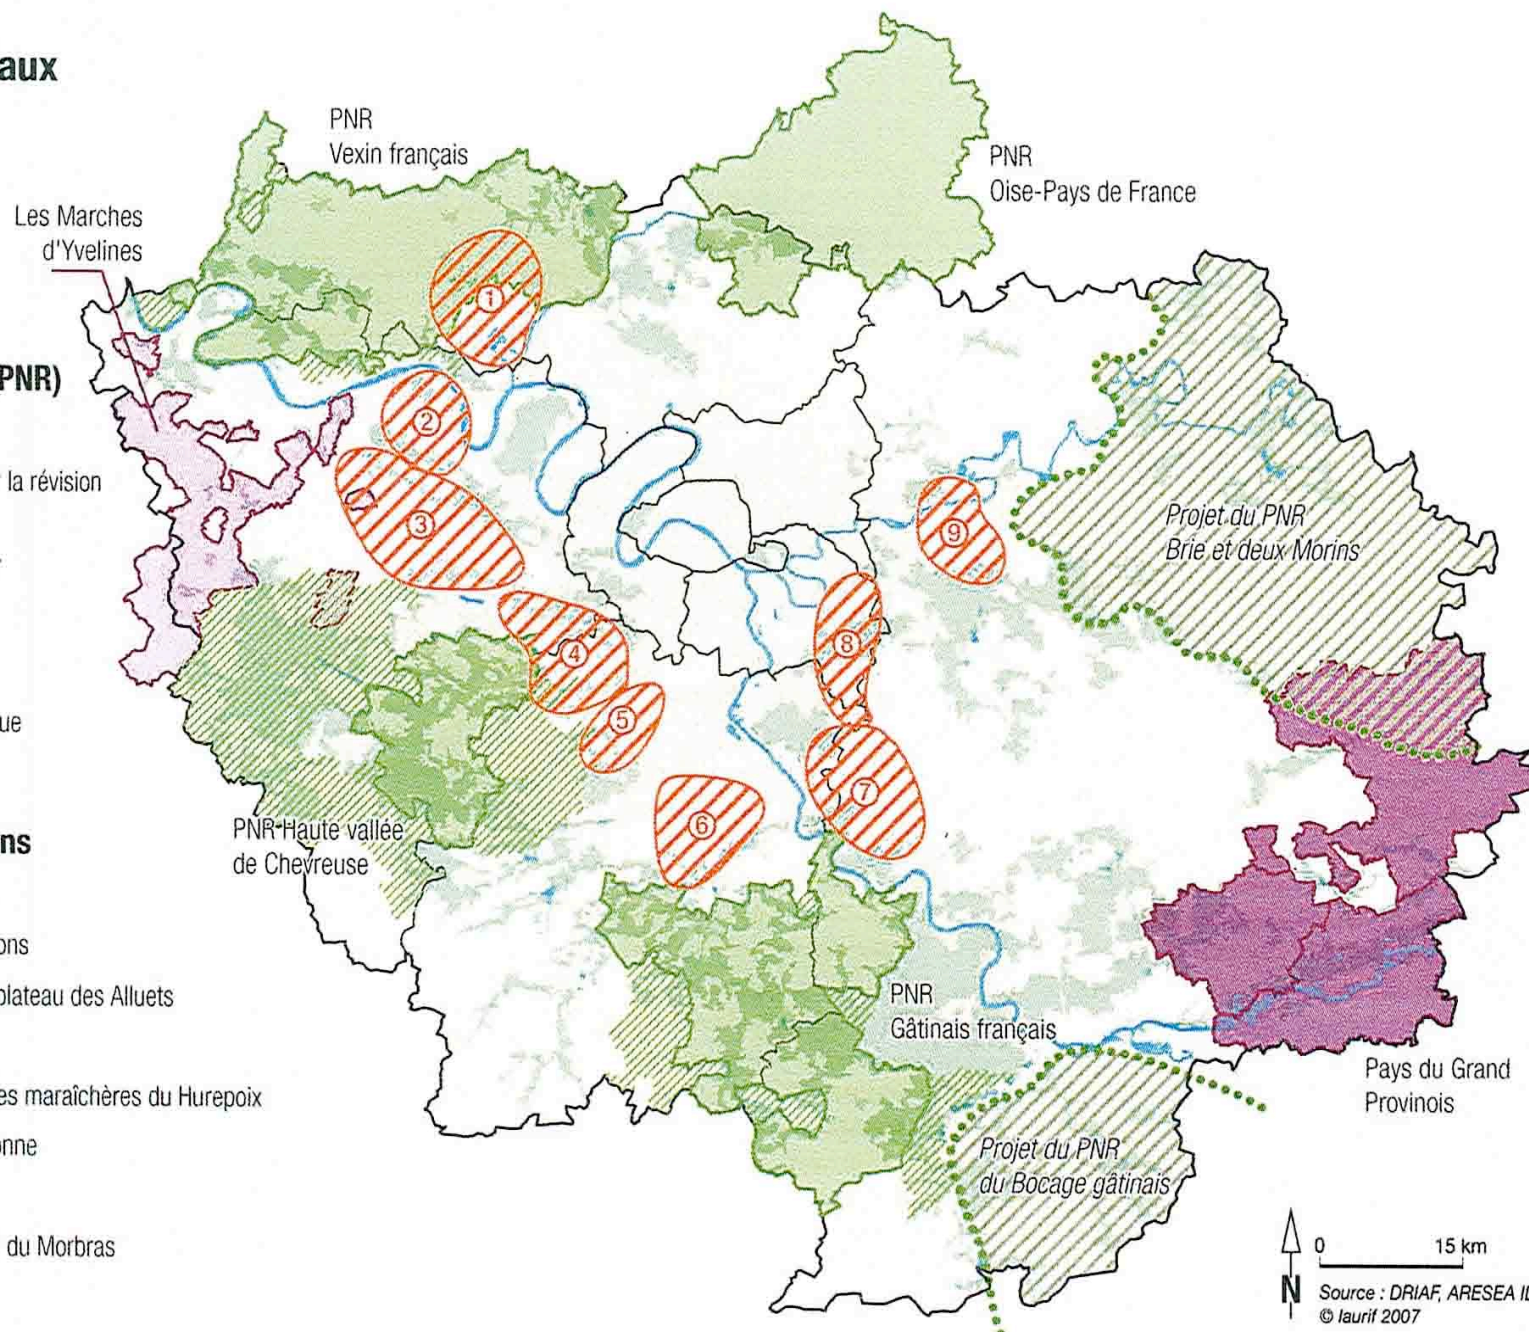 aux
PNR)
la révision
ue
ns
ons
plateau des Alluets
es maraîchères du Hurepoix
onne
du Morbras
PNR
Vexin français
PNR
Oise-Pays de France
Les Marches
d'Yvelines
1
2
3
4
5
6
7
8
9
Projet du PNR
Brie et deux Morins
PNR Haute vallée
de Chevreuse
PNR
Gâtinais français
Pays du Grand
Provinois
Projet du PNR
du Bocage gâtinais
N
0 15 km
Source : DRIAF, ARESEA
© Iaurif 2007